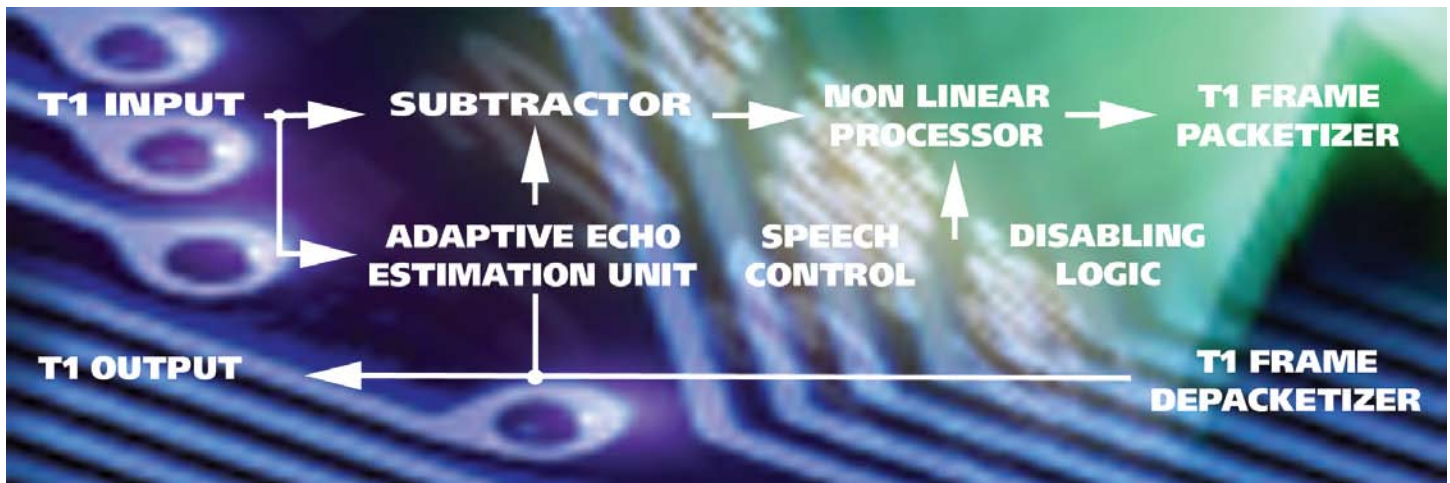 T1 INPUT
SUBTRACTOR
NON LINEAR
PROCESSOR
T1 FRAME
PACKETIZER
ADAPTIVE ECHO
ESTIMATION UNIT
SPEECH
CONTROL
DISABLING
LOGIC
T1 OUTPUT
T1 FRAME
DEPACKETIZER